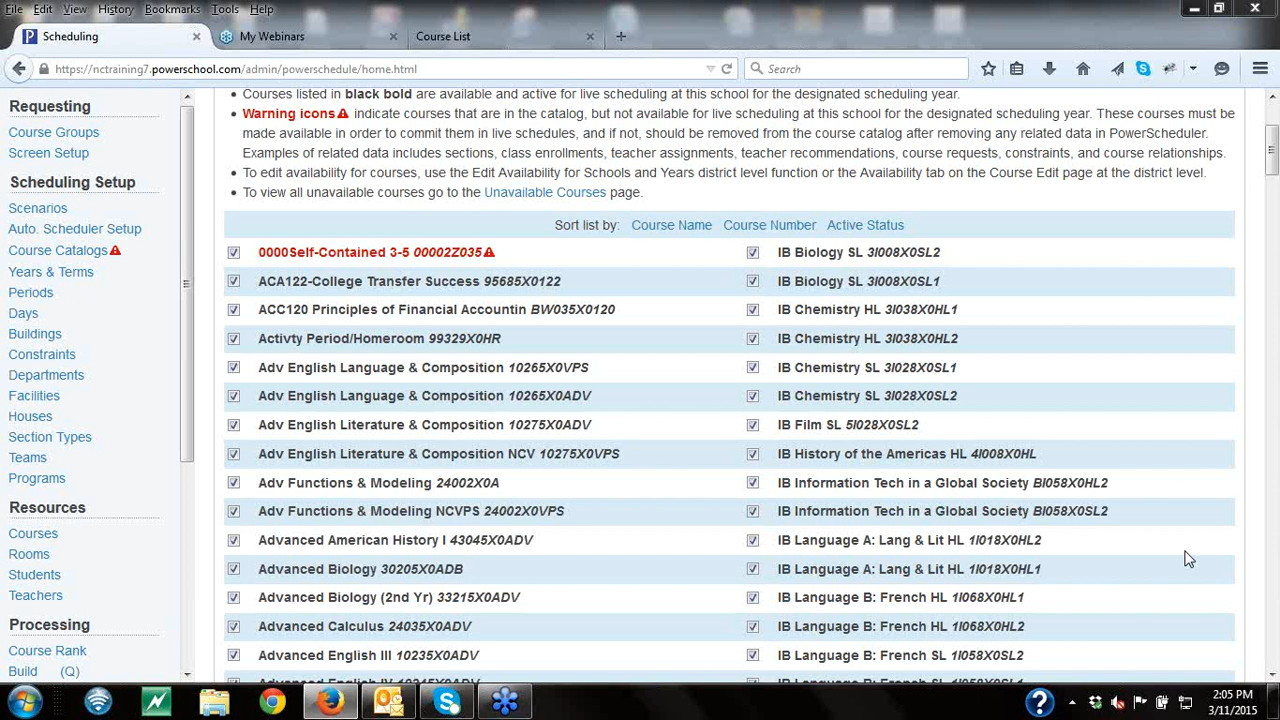 File Edit View History Bookmarks Tools Help
Scheduling
My Webinars
Course List
https://nctraining7.powerschool.com/admin/powerschedule/home.html
Search
Requesting
Course Groups
Screen Setup
Scheduling Setup
Scenarios
Auto. Scheduler Setup
Course Catalogs
Years & Terms
Periods
Days
Buildings
Constraints
Departments
Facilities
Houses
Section Types
Teams
Programs
Resources
Courses
Rooms
Students
Teachers
Processing
Course Rank
Build (Q)
• Courses listed in black bold are available and active for live scheduling at this school for the designated scheduling year.
• Warning icons indicate courses that are in the catalog, but not available for live scheduling at this school for the designated scheduling year. These courses must be
made available in order to commit them in live schedules, and if not, should be removed from the course catalog after removing any related data in PowerScheduler.
Examples of related data includes sections, class enrollments, teacher assignments, teacher recommendations, course requests, constraints, and course relationships.
• To edit availability for courses, use the Edit Availability for Schools and Years district level function or the Availability tab on the Course Edit page at the district level.
• To view all unavailable courses go to the Unavailable Courses page.
Sort list by: Course Name Course Number Active Status
0000Self-Contained 3-5 00002Z035
IB Biology SL 3I008X0SL2
ACA122-College Transfer Success 95685X0122
IB Biology SL 3I008X0SL1
ACC120 Principles of Financial Accountin BW035X0120
IB Chemistry HL 3I038X0HL1
Activty Period/Homeroom 99329X0HR
IB Chemistry HL 3I038X0HL2
Adv English Language & Composition 10265X0VPS
IB Chemistry SL 3I028X0SL1
Adv English Language & Composition 10265X0ADV
IB Chemistry SL 3I028X0SL2
Adv English Literature & Composition 10275X0ADV
IB Film SL 5I028X0SL2
Adv English Literature & Composition NCV 10275X0VPS
IB History of the Americas HL 4I008X0HL
Adv Functions & Modeling 24002X0A
IB Information Tech in a Global Society BI058X0HL2
Adv Functions & Modeling NCVPS 24002X0VPS
IB Information Tech in a Global Society BI058X0SL2
Advanced American History I 43045X0ADV
IB Language A: Lang & Lit HL 1I018X0HL2
Advanced Biology 30205X0ADB
IB Language A: Lang & Lit HL 1I018X0HL1
Advanced Biology (2nd Yr) 33215X0ADV
IB Language B: French HL 1I068X0HL1
Advanced Calculus 24035X0ADV
IB Language B: French HL 1I068X0HL2
Advanced English III 10235X0ADV
IB Language B: French SL 1I058X0SL2
Advanced English IV 10245X0ADV
IB Language B: French SL 1I058X0SL1
2:05 PM
3/11/2015